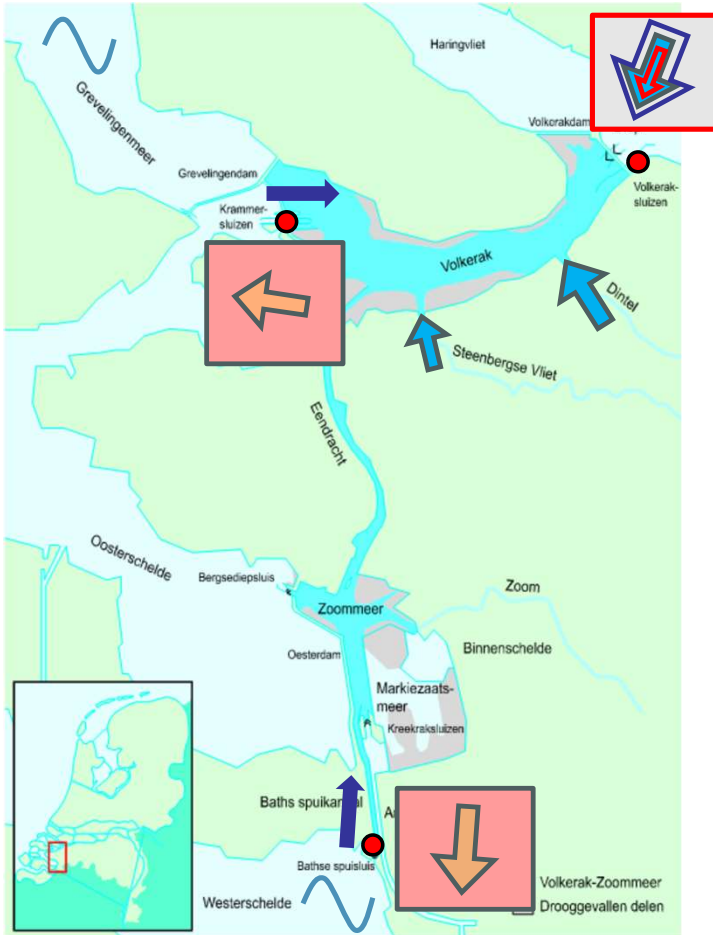 Haringvliet
Grevelingenmeer
Volkerakdam
Grevelingendam
Volkerak-
sluizen
Krammer-
sluizen
Volkerak
Dintel
Steenbergse Vliet
Eendracht
Oosterschelde
Bergsediepsluis
Zoom
Zoommeer
Binnenschelde
Oesterdam
Markiezaats-
meer
Kreekraksluizen
Baths spuikan
Bathse spuisluis
Volkerak-Zoommeer
Westerschelde
Drooggevallen delen